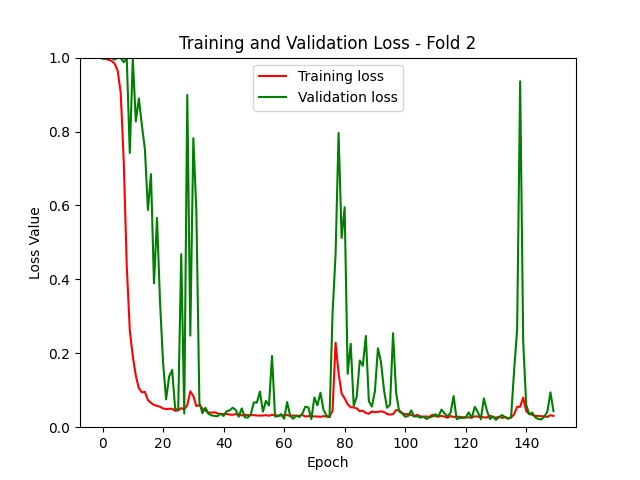 Training and Validation Loss - Fold 2
Training loss
Validation loss
Loss Value
1.0
0.8
0.6
0.4
0.2
0.0
0 20 40 60 80 100 120 140
Epoch